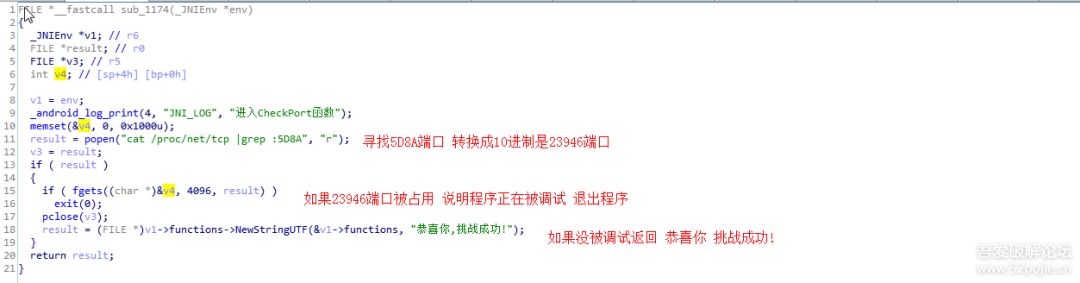 1 FILE *__fastcall sub_1174(_JNIEnv *env)
2 {
3 _JNIEnv *v1; // r6
4 FILE *result; // r0
5 FILE *v3; // r5
6 int v4; // [sp+4h] [bp+0h]
7
8 v1 = env;
9 _android_log_print(4, "JNI_LOG", "进入CheckPort函数");
10 memset(&v4, 0, 0x1000u);
11 result = popen("cat /proc/net/tcp |grep :5D8A", "r"); 寻找5D8A端口 转换成10进制是23946端口
12 v3 = result;
13 if ( result )
14 {
15 if ( fgets((char *)&v4, 4096, result) ) 如果23946端口被占用 说明程序正在被调试 退出程序
16 exit(0);
17 pclose(v3);
18 result = (FILE *)v1->functions->NewStringUTF(&v1->functions, "恭喜你,挑战成功!"); 如果没被调试返回 恭喜你 挑战成功!
19 }
20 return result;
21 }
吾爱破解论坛
www.52pojie.cn